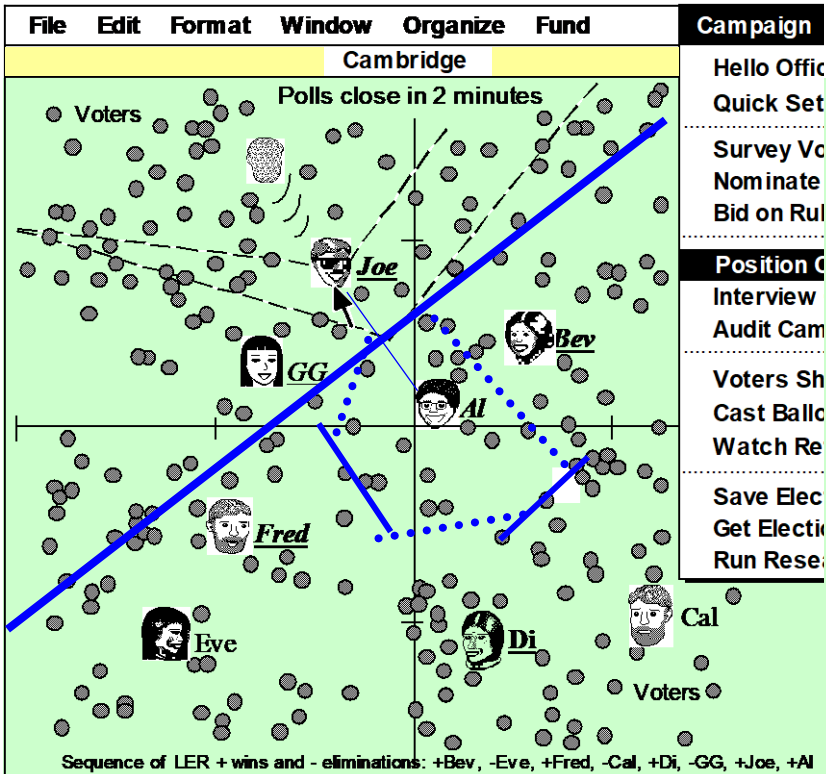 File Edit Format Window Organize Fund
Campaign
Cambridge
Hello Offic
Quick Set
Survey Vo
Nominate
Bid on Rul
Position C
Interview
Audit Cam
Voters Sh
Cast Ballo
Watch Re
Save Elec
Get Electi
Run Resea
Polls close in 2 minutes
Voters
Joe
Bev
GG
Al
Fred
Eve
Di
Cal
Voters
Sequence of LER + wins and - eliminations: +Bev, -Eve, +Fred, -Cal, +Di, -GG, +Joe, +Al